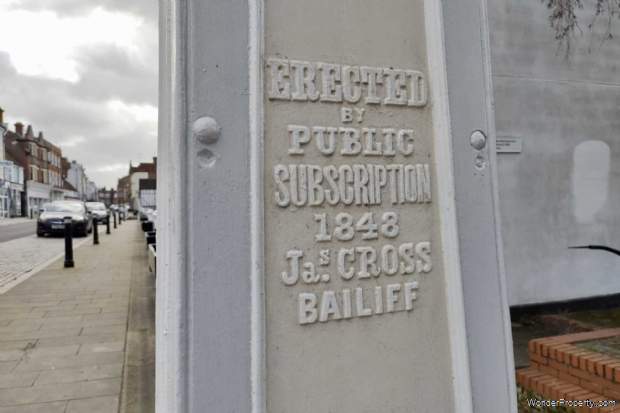 ERECTED
BY
PUBLIC
SUBSCRIPTION
1848
Jas. CROSS
BAILIFF
WonderProperty.com